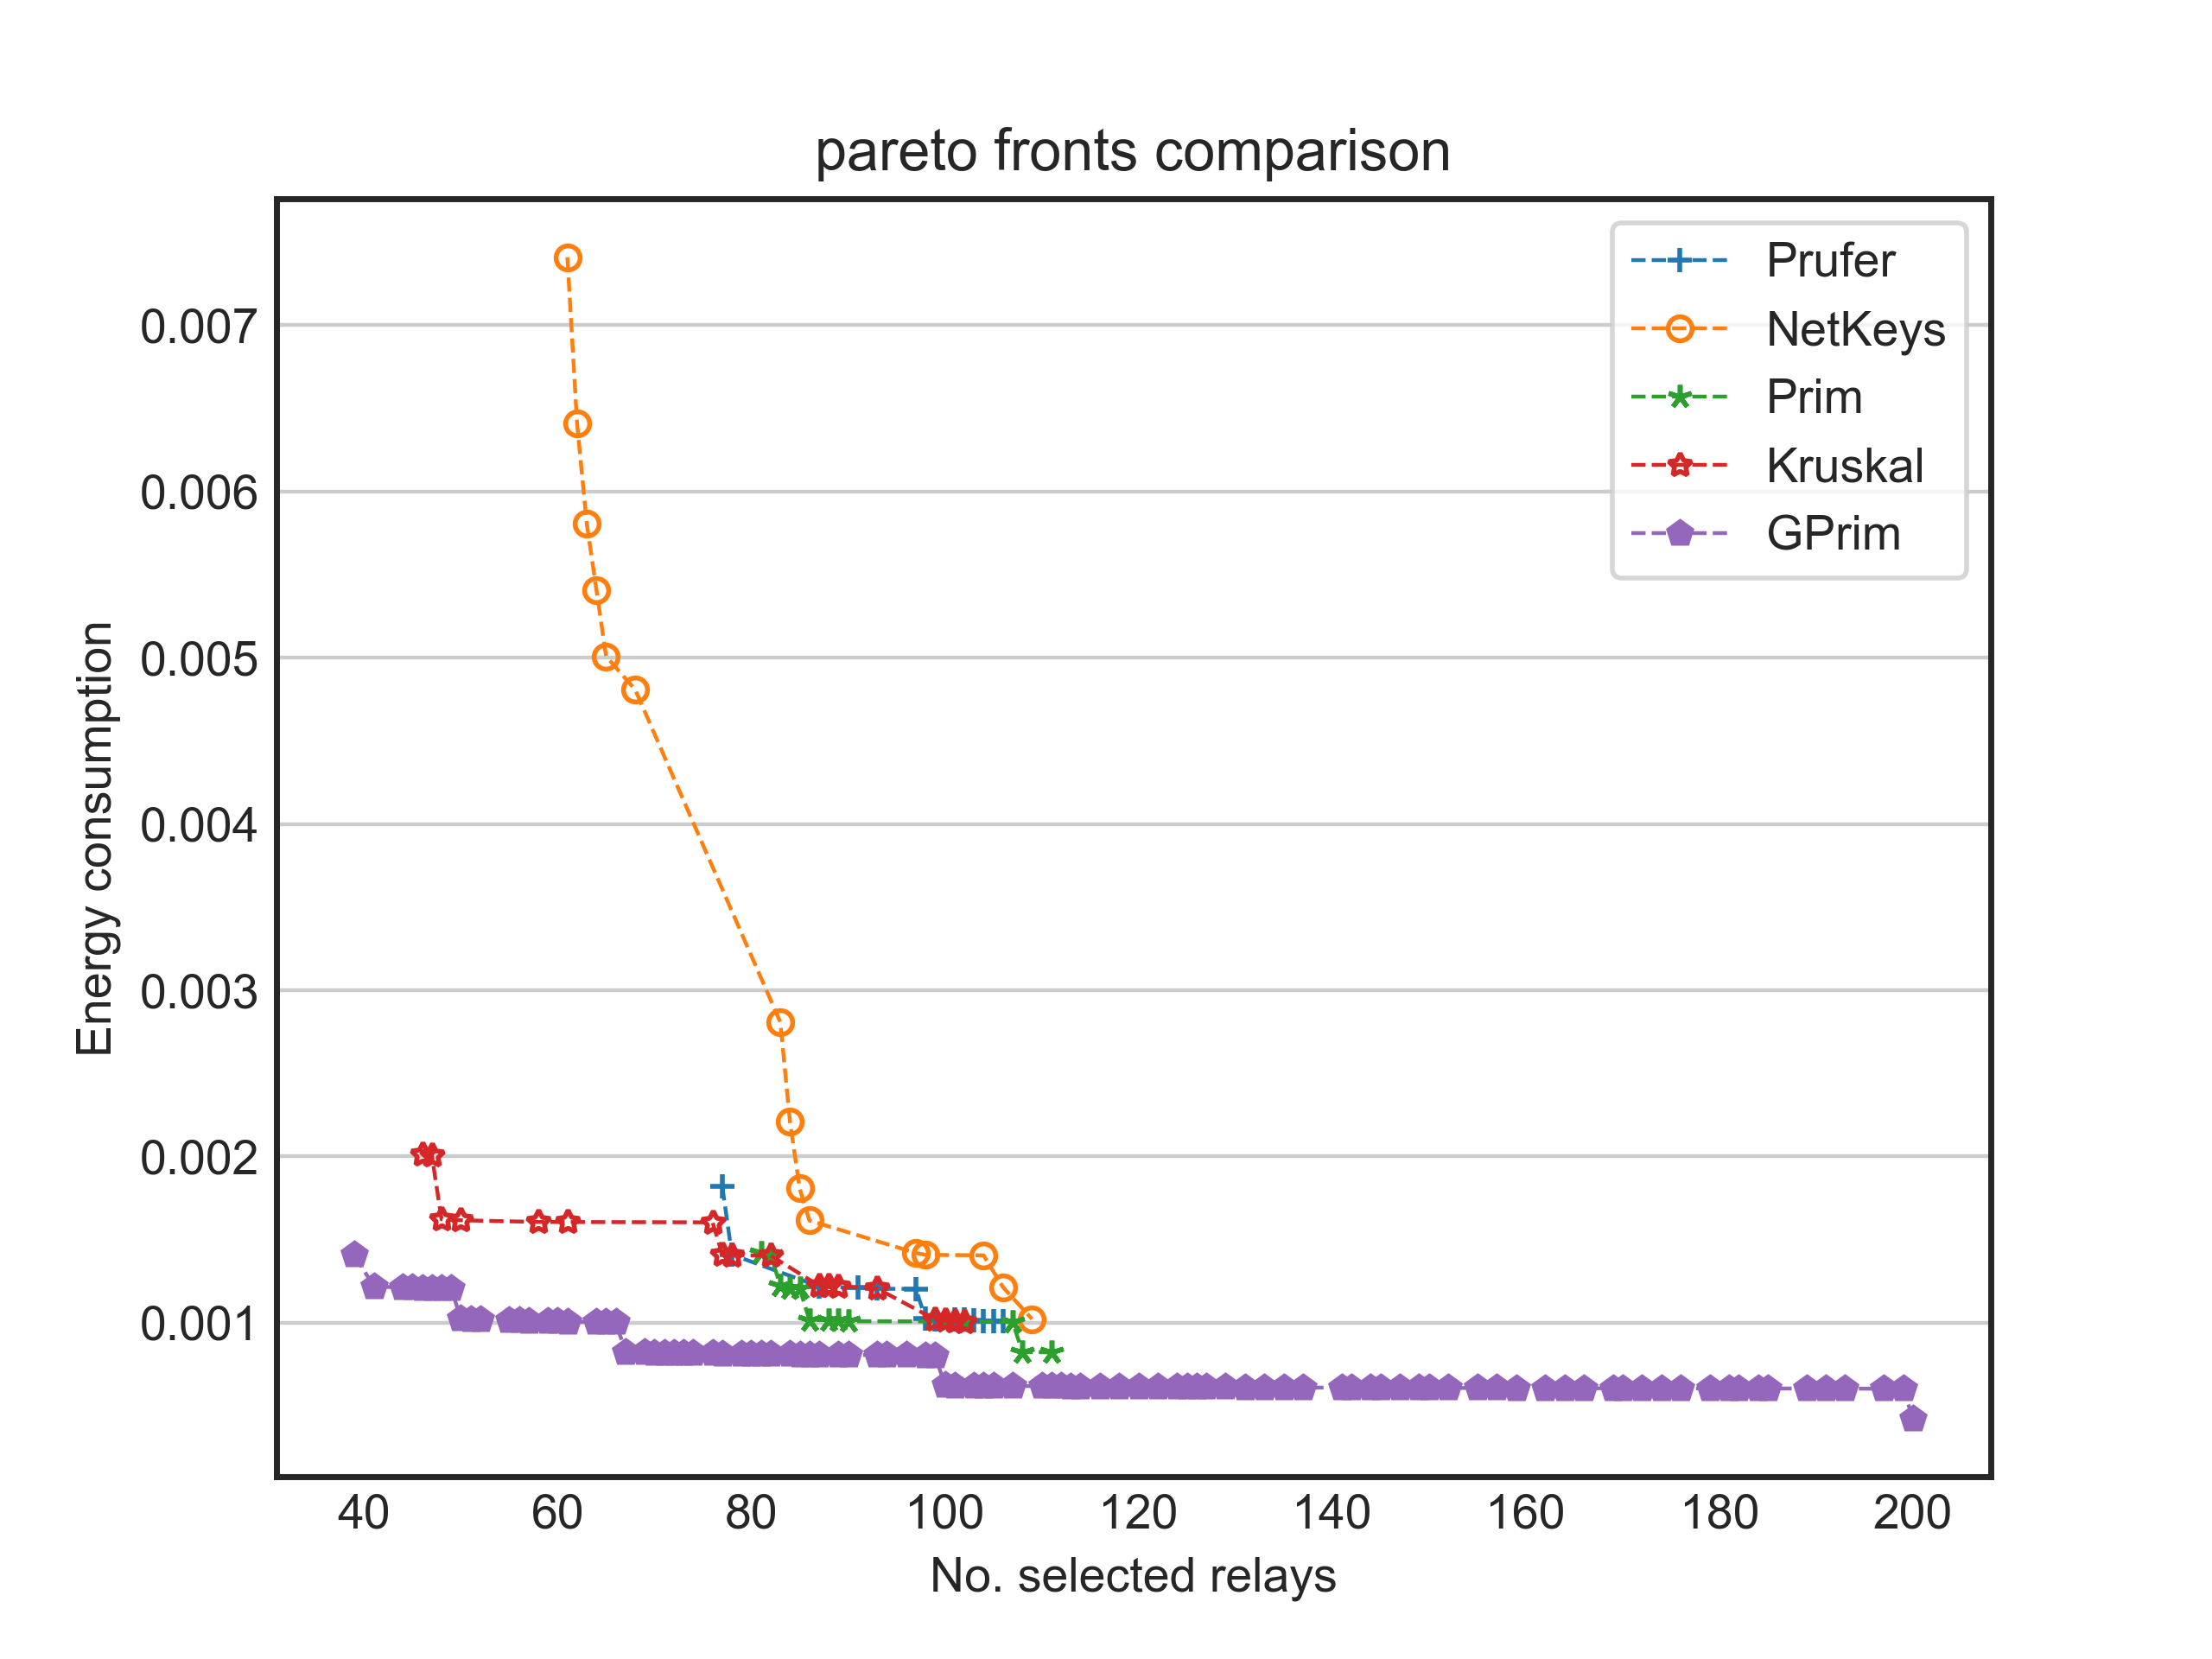 pareto fronts comparison
Prufer
NetKeys
Prim
Kruskal
GPrim
Energy consumption
0.007
0.006
0.005
0.004
0.003
0.002
0.001
40 60 80 100 120 140 160 180 200
No. selected relays